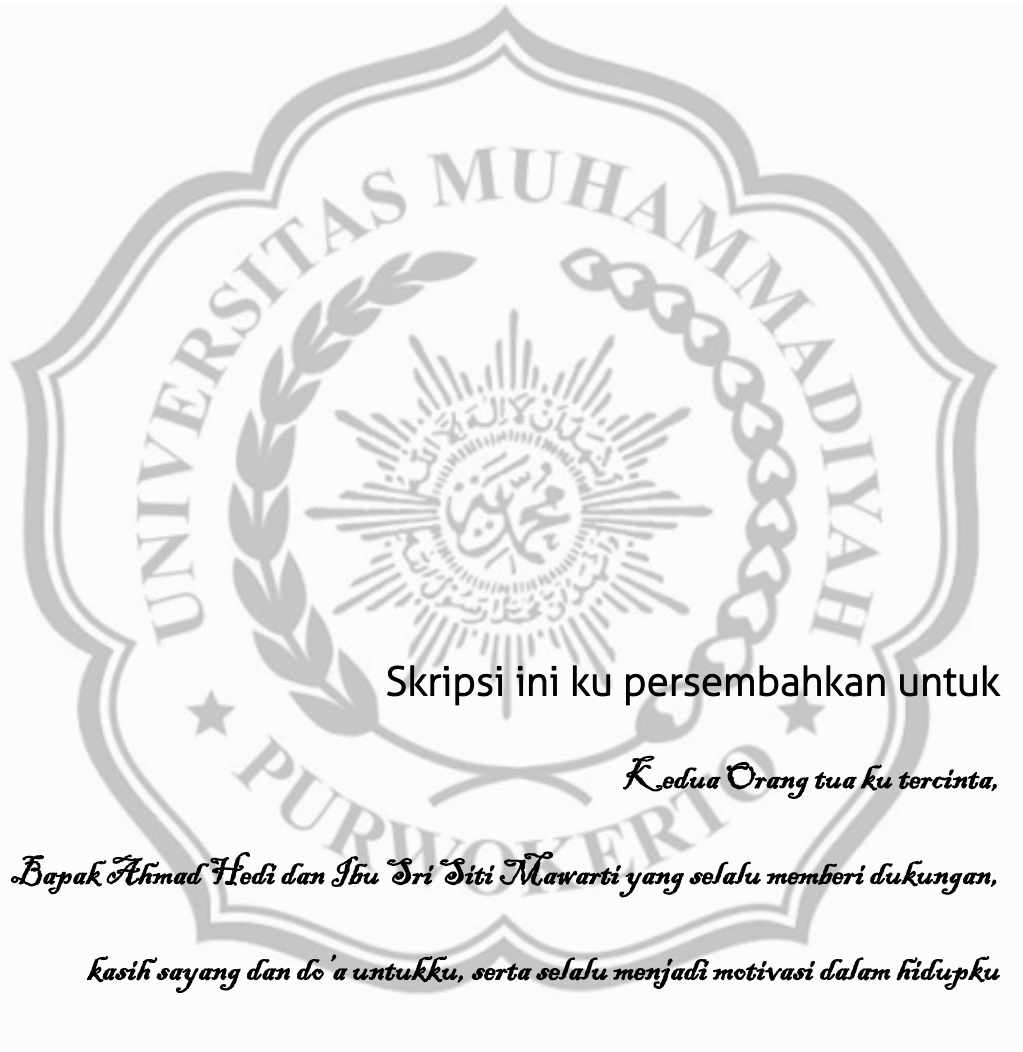 UNIVERSITAS MUHAMMADIYAH
PURWOKERTO
Skripsi ini ku persembahkan untuk
Kedua Orang tua ku tercinta,
Bapak Ahmad Hedi dan Ibu Sri Siti Mawarti yang selalu memberi dukungan,
kasih sayang dan do'a untukku, serta selalu menjadi motivasi dalam hidupku